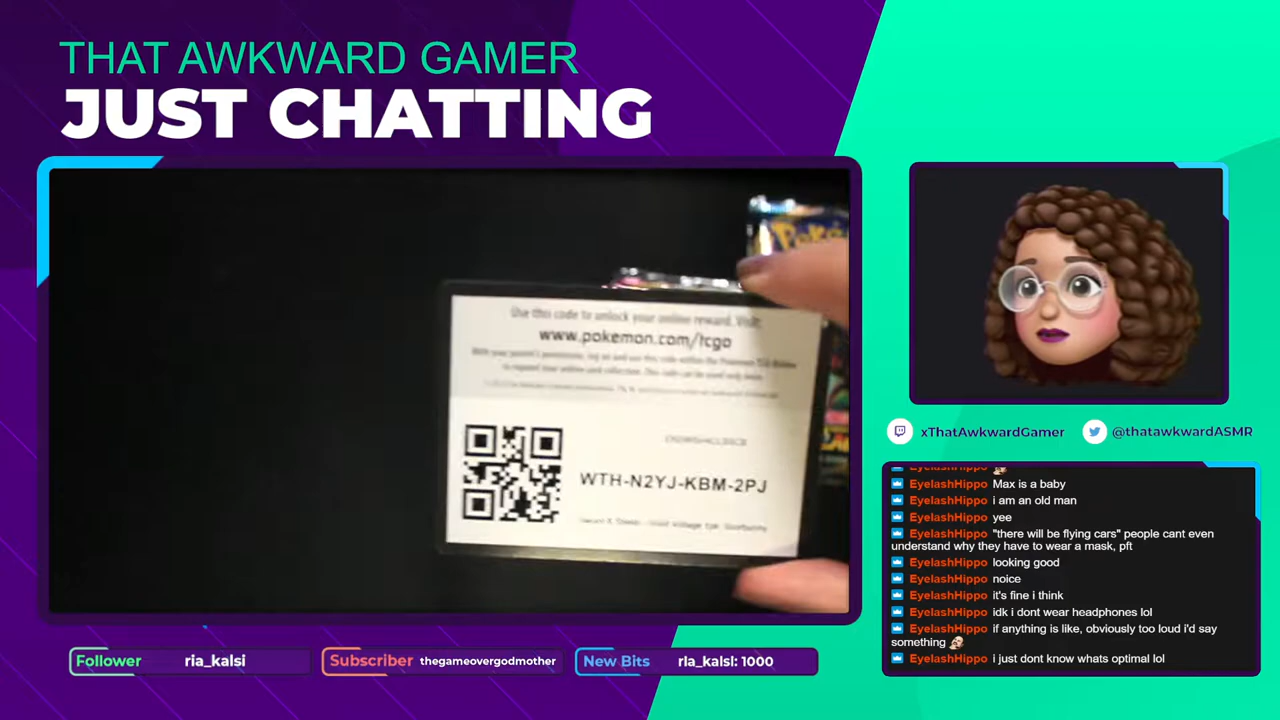 THAT AWKWARD GAMER
JUST CHATTING
Poké
Use this code to unlock your online reward. Visit:
www.pokemon.com/tcgo
WTH-N2YJ-KBM-2PJ
xThatAwkwardGamer
@thatawkwardASMR
EyelashHippo
EyelashHippo Max is a baby
EyelashHippo i am an old man
EyelashHippo yee
EyelashHippo "there will be flying cars" people cant even
understand why they have to wear a mask, pft
EyelashHippo looking good
EyelashHippo noice
EyelashHippo it's fine i think
EyelashHippo idk i dont wear headphones lol
EyelashHippo if anything is like, obviously too loud i'd say
something
EyelashHippo i just dont know whats optimal lol
Follower ria_kalsi
Subscriber thegameovergodmother
New Bits ria_kalsi: 1000